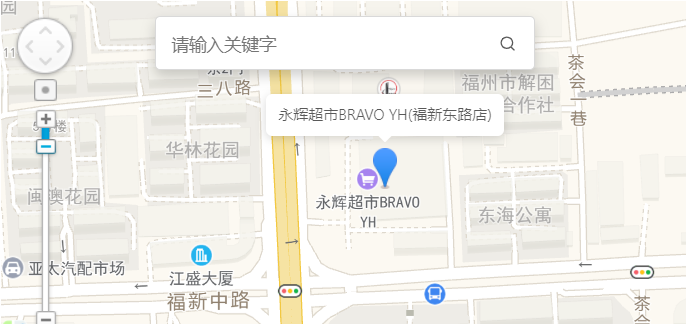 花园
请输入关键字
三八路
茶
会
一
巷
福州市解困
合作社
永辉超市BRAVO YH(福新东路店)
华林花园
闽澳花园
永辉超市BRAVO
YH
东海公寓
亚太汽配市场
江盛大厦
福新中路
茶
会